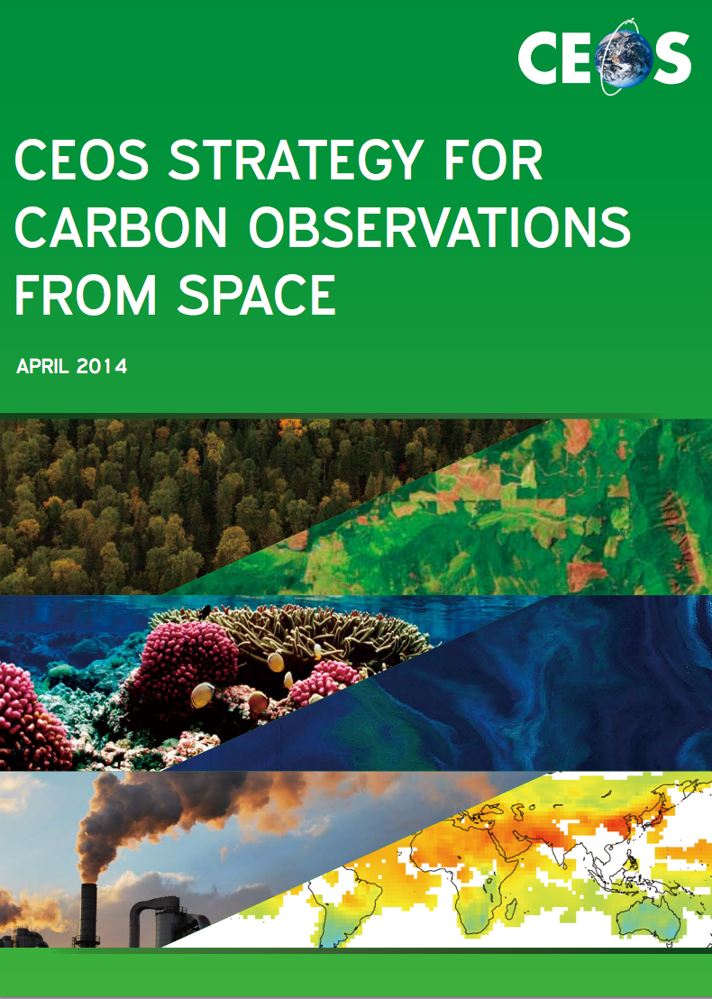 CEOS
CEOS STRATEGY FOR
CARBON OBSERVATIONS
FROM SPACE
APRIL 2014